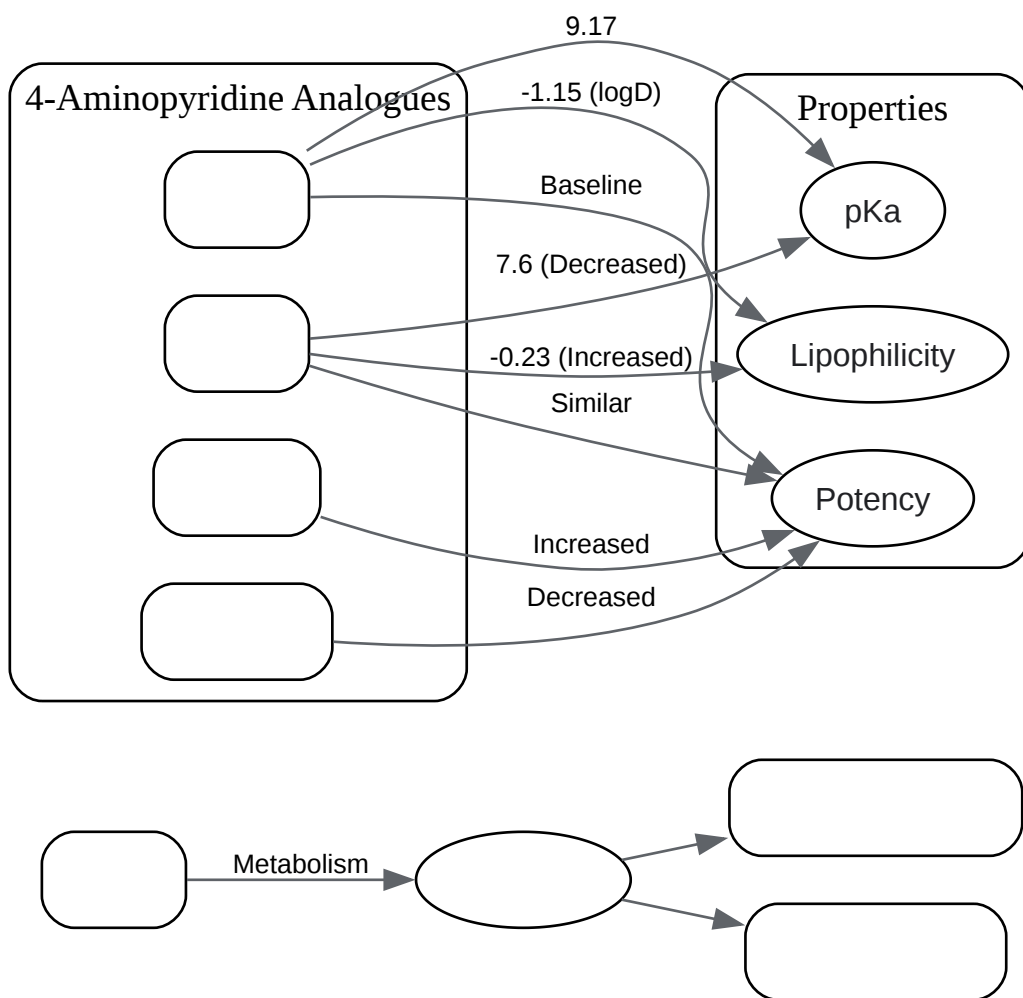 9.17
4-Aminopyridine Analogues
-1.15 (logD)
Properties
Baseline
pKa
7.6 (Decreased)
-0.23 (Increased)
Lipophilicity
Similar
Potency
Increased
Decreased
Metabolism